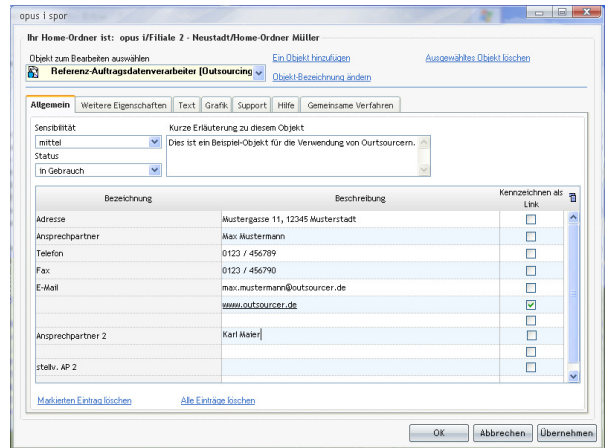 opus i spor
Ihr Home-Ordner ist: opus i/Filiale 2 - Neustadt/Home-Ordner Müller
Objekt zum Bearbeiten auswählen
Ein Objekt hinzufügen
Ausgewähltes Objekt löschen
Referenz-Auftragsdatenverarbeiter [Outsourcing
Objekt-Bezeichnung ändern
Allgemein Weitere Eigenschaften Text Grafik Support Hilfe Gemeinsame Verfahren
Sensibilität
Kurze Erläuterung zu diesem Objekt
mittel
Dies ist ein Beispiel-Objekt für die Verwendung von Ourtsourcern.
Status
in Gebrauch
Bezeichnung Beschreibung Kennzeichnen als
Link
Adresse Mustergasse 11, 12345 Musterstadt
Ansprechpartner Max Mustermann
Telefon 0123 / 456789
Fax 0123 / 456790
E-Mail max.mustermann@outsourcer.de
www.outsourcer.de
Ansprechpartner 2 Karl Maier
stellv. AP 2
Markierten Eintrag löschen Alle Einträge löschen
OK Abbrechen Übernehmen